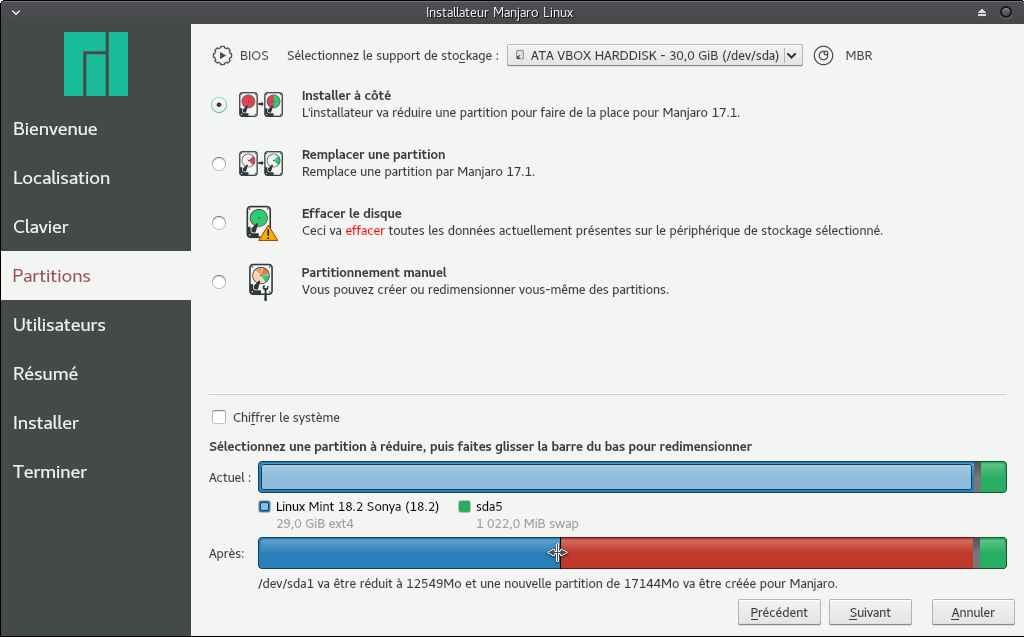 Installateur Manjaro Linux
BIOS Sélectionnez le support de stockage : ATA VBOX HARDDISK - 30,0 GiB (/dev/sda) MBR
Bienvenue
Localisation
Clavier
Partitions
Utilisateurs
Résumé
Installer
Terminer
Installer à côté
L'installateur va réduire une partition pour faire de la place pour Manjaro 17.1.
Remplacer une partition
Remplace une partition par Manjaro 17.1.
Effacer le disque
Ceci va effacer toutes les données actuellement présentes sur le périphérique de stockage sélectionné.
Partitionnement manuel
Vous pouvez créer ou redimensionner vous-même des partitions.
Chiffrer le système
Sélectionnez une partition à réduire, puis faites glisser la barre du bas pour redimensionner
Actuel :
Linux Mint 18.2 Sonya (18.2) sda5
29,0 GiB ext4 1 022,0 MiB swap
Après:
/dev/sda1 va être réduit à 12549Mo et une nouvelle partition de 17144Mo va être créée pour Manjaro.
Précédent Suivant Annuler